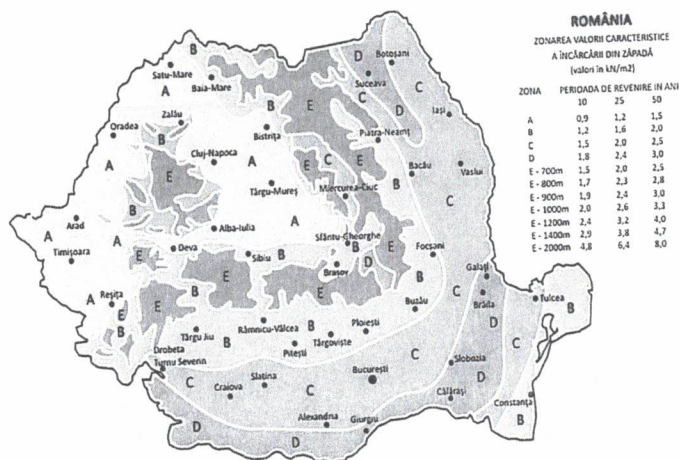 ROMÂNIA
ZONAREA VALORII CARACTERISTICE
A ÎNCĂRCĂRII DIN ZĂPADĂ
(valori în kN/m2)
ZONA PERIOADA DE REVENIRE IN ANI
10 25 50
A 0,9 1,2 1,5
B 1,2 1,6 2,0
C 1,5 2,0 2,5
D 1,8 2,4 3,0
E - 700m 1,5 2,0 2,5
E - 800m 1,7 2,3 2,8
E - 900m 1,9 2,4 3,0
E - 1000m 2,0 2,6 3,3
E - 1200m 2,4 3,2 4,0
E - 1400m 2,9 3,8 4,7
E - 2000m 4,8 6,4 8,0
B
D
Botoșani
Satu-Mare
A
Baia-Mare
B
Suceava
C
C
D
E
Zalău
B
Iași
Oradea
B
Bistrița
Piatra-Neamț
Cluj-Napoca
A
E
C
E
Bacău
Vaslui
A
E
Târgu-Mureș
Miercurea-Ciuc
B
C
B
Arad
A
Alba-Iulia
A
Sfântu-Gheorghe
E
Timișoara
A
Deva
B
Sibiu
B
D
Focșani
E
E
Brașov
E
B
Galați
Reșița
A
E
B
E
B
E
Buzău
C
Brăila
Tulcea
B
B
Râmnicu-Vâlcea
B
Ploiești
D
C
Târgu Jiu
B
Pitești
Târgoviște
Drobeta
Turnu Severin
C
Slobozia
C
Slatina
C
București
D
Craiova
Călărași
Constanța
Alexandria
Giurgiu
B
D
D